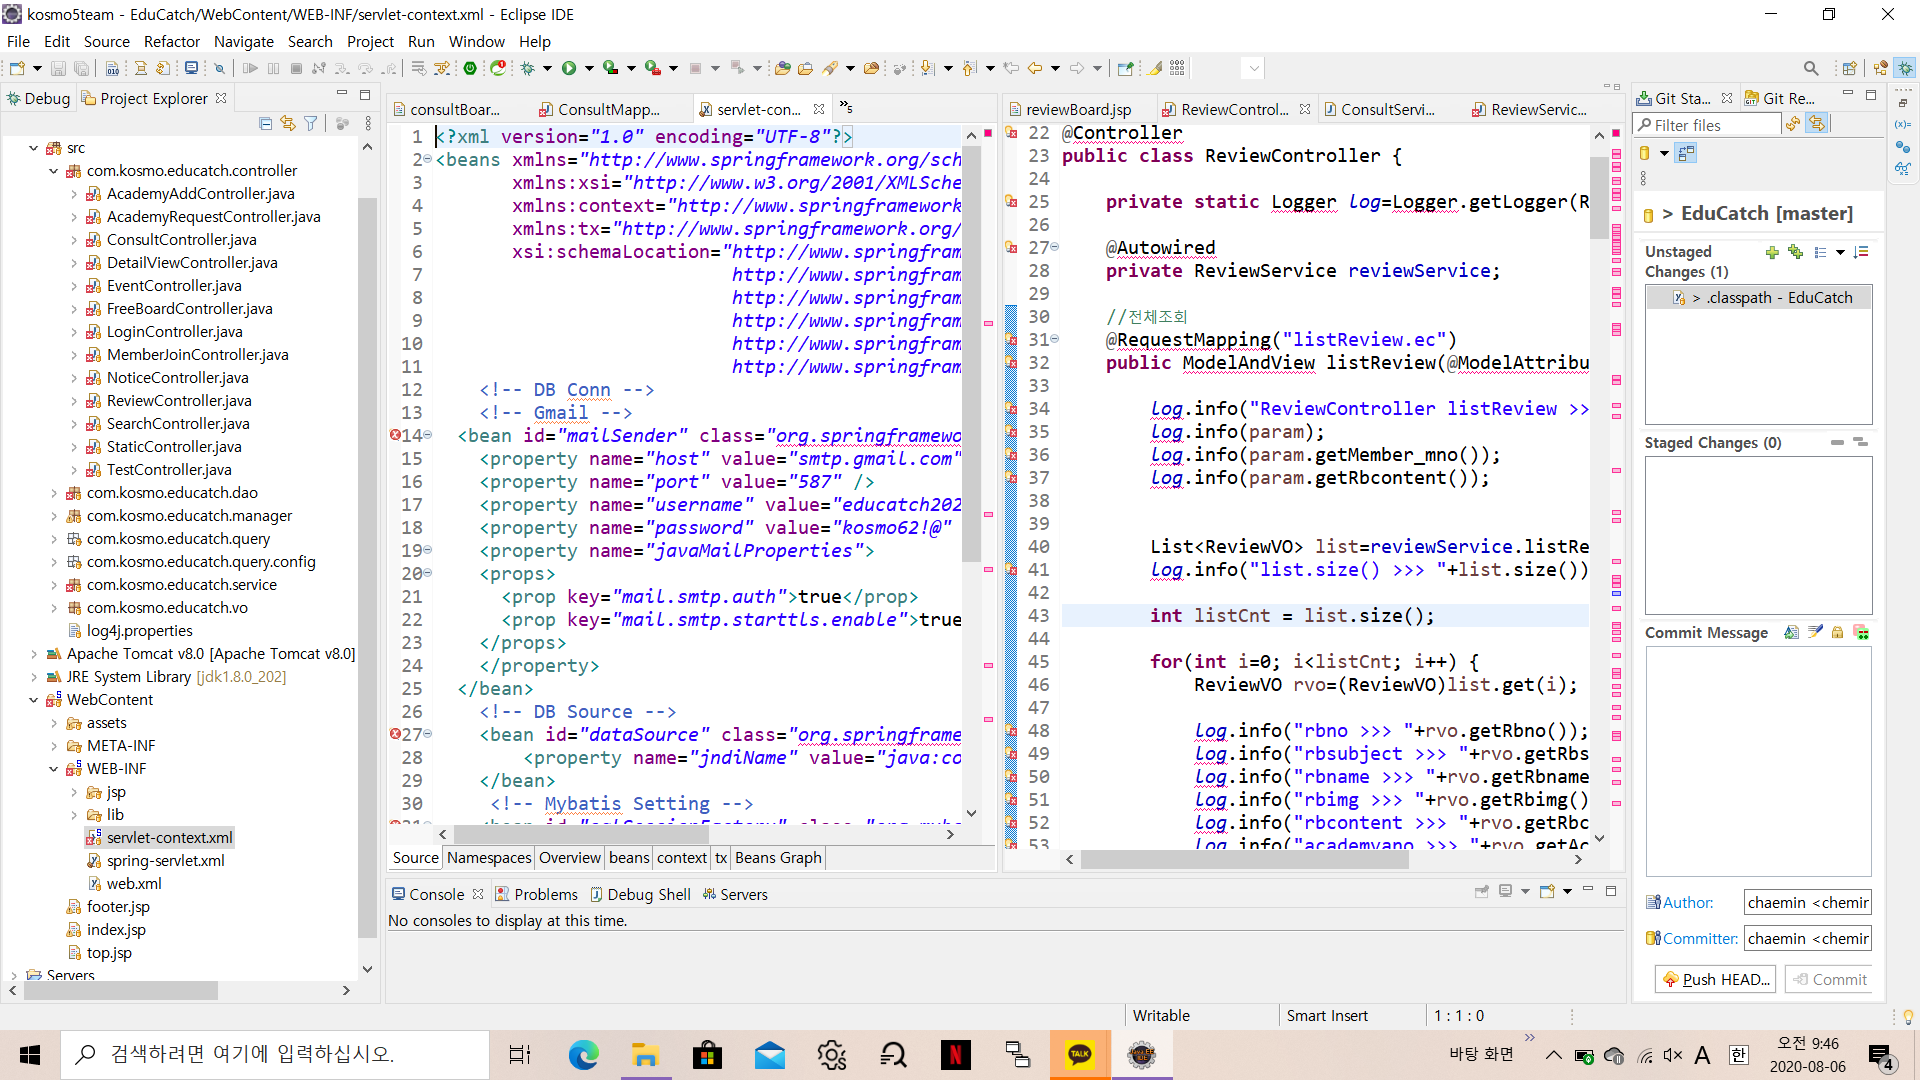 kosmo5team - EduCatch/WebContent/WEB-INF/servlet-context.xml - Eclipse IDE
File Edit Source Refactor Navigate Search Project Run Window Help
Debug
Project Explorer
src
com.kosmo.educatch.controller
AcademyAddController.java
AcademyRequestController.java
ConsultController.java
DetailViewController.java
EventController.java
FreeBoardController.java
LoginController.java
MemberJoinController.java
NoticeController.java
ReviewController.java
SearchController.java
StaticController.java
TestController.java
com.kosmo.educatch.dao
com.kosmo.educatch.manager
com.kosmo.educatch.query
com.kosmo.educatch.query.config
com.kosmo.educatch.service
com.kosmo.educatch.vo
log4j.properties
Apache Tomcat v8.0 [Apache Tomcat v8.0]
JRE System Library [jdk1.8.0_202]
WebContent
assets
META-INF
WEB-INF
jsp
lib
servlet-context.xml
spring-servlet.xml
web.xml
footer.jsp
index.jsp
top.jsp
Servers
consultBoar... ConsultMapp... servlet-con... »5
1 <?xml version="1.0" encoding="UTF-8"?>
2 <beans xmlns="http://www.springframework.org/sch
3 xmlns:xsi="http://www.w3.org/2001/XMLSche
4 xmlns:context="http://www.springframework
5 xmlns:tx="http://www.springframework.org/
6 xsi:schemaLocation="http://www.springfram
7 http://www.springfram
8 http://www.springfram
9 http://www.springfram
10 http://www.springfram
11 http://www.springfram
12 <!-- DB Conn -->
13 <!-- Gmail -->
14 <bean id="mailSender" class="org.springframewo
15 <property name="host" value="smtp.gmail.com"
16 <property name="port" value="587" />
17 <property name="username" value="educatch202
18 <property name="password" value="kosmo62!@"
19 <property name="javaMailProperties">
20 <props>
21 <prop key="mail.smtp.auth">true</prop>
22 <prop key="mail.smtp.starttls.enable">true
23 </props>
24 </property>
25 </bean>
26 <!-- DB Source -->
27 <bean id="dataSource" class="org.springframe
28 <property name="jndiName" value="java:co
29 </bean>
30 <!-- Mybatis Setting -->
Source Namespaces Overview beans context tx Beans Graph
reviewBoard.jsp ReviewControl... ConsultServi... ReviewServic...
22 @Controller
23 public class ReviewController {
24
25 private static Logger log=Logger.getLogger(R
26
27 @Autowired
28 private ReviewService reviewService;
29
30 //전체조회
31 @RequestMapping("listReview.ec")
32 public ModelAndView listReview(@ModelAttribu
33
34 log.info("ReviewController listReview >>
35 log.info(param);
36 log.info(param.getMember_mno());
37 log.info(param.getRbcontent());
38
39
40 List<ReviewVO> list=reviewService.listRe
41 log.info("list.size() >>> "+list.size())
42
43 int listCnt = list.size();
44
45 for(int i=0; i<listCnt; i++) {
46 ReviewVO rvo=(ReviewVO)list.get(i);
47
48 log.info("rbno >>> "+rvo.getRbno());
49 log.info("rbsubject >>> "+rvo.getRbs
50 log.info("rbname >>> "+rvo.getRbname
51 log.info("rbimg >>> "+rvo.getRbimg()
52 log.info("rbcontent >>> "+rvo.getRbc
53 log.info("academyano >>> "+rvo.getAc
Console Problems Debug Shell Servers
No consoles to display at this time.
Git Sta... Git Re...
Filter files
> EduCatch [master]
Unstaged
Changes (1)
> .classpath - EduCatch
Staged Changes (0)
Commit Message
Author: chaemin <chemir
Committer: chaemin <chemir
Push HEAD... Commit
Writable Smart Insert 1 : 1 : 0
검색하려면 여기에 입력하십시오.
TALK
바탕 화면
A
한
오전 9:46
2020-08-06
4